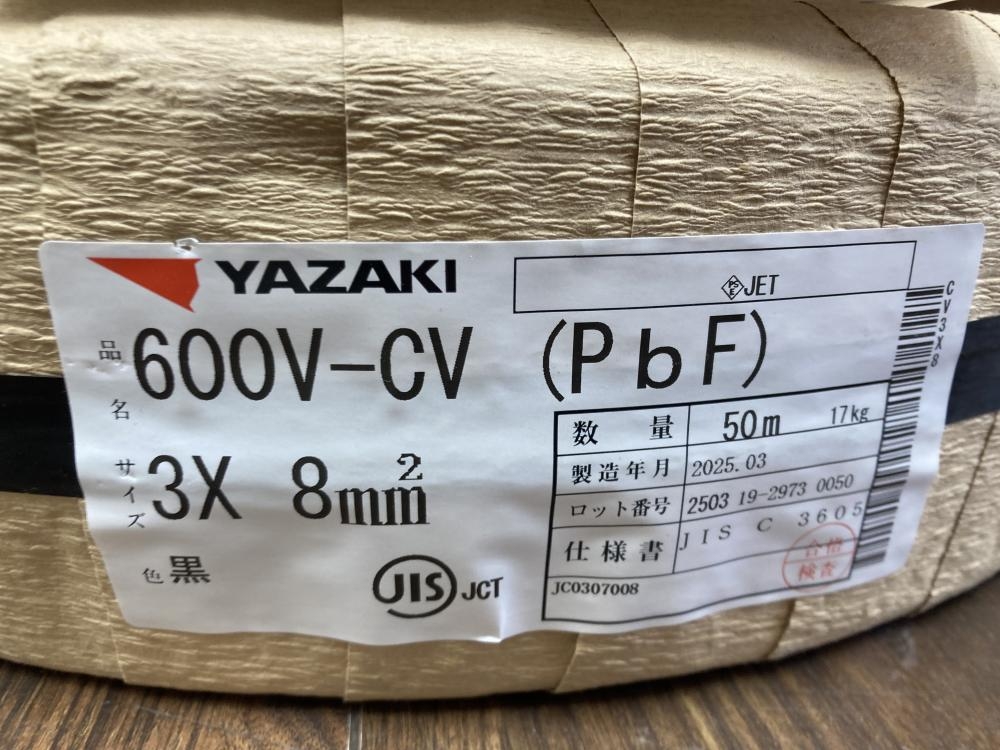 YAZAKI
PSE JET
品名 600V-CV (PbF)
サイズ 3X 8mm²
色 黒
JIS JCT
数量 50m 17kg
製造年月 2025.03
ロット番号 2503 19-2973 0050
仕様書 JIS C 3605
JC0307008
合格
検査
CV3X8